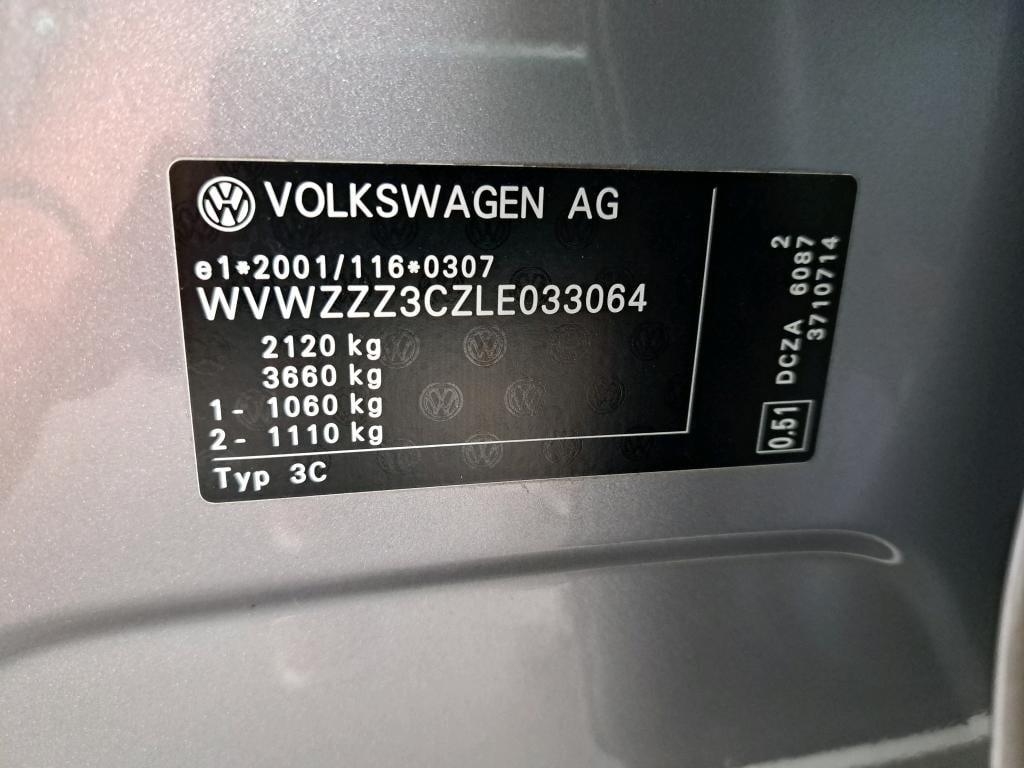 VOLKSWAGEN AG
e1*2001/116*0307
WVWZZZ3CZLE033064
2120 kg
3660 kg
1- 1060 kg
2- 1110 kg
Typ 3C
0.51 DCZA 6087 2
3710714